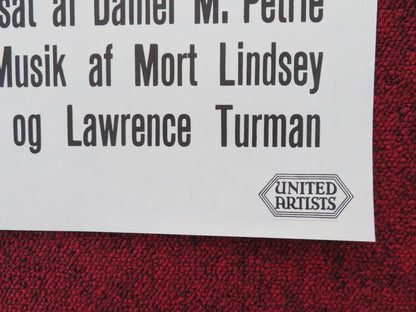 sat af Daniel M. Petrie
Musik af Mort Lindsey
og Lawrence Turman
UNITED
ARTISTS